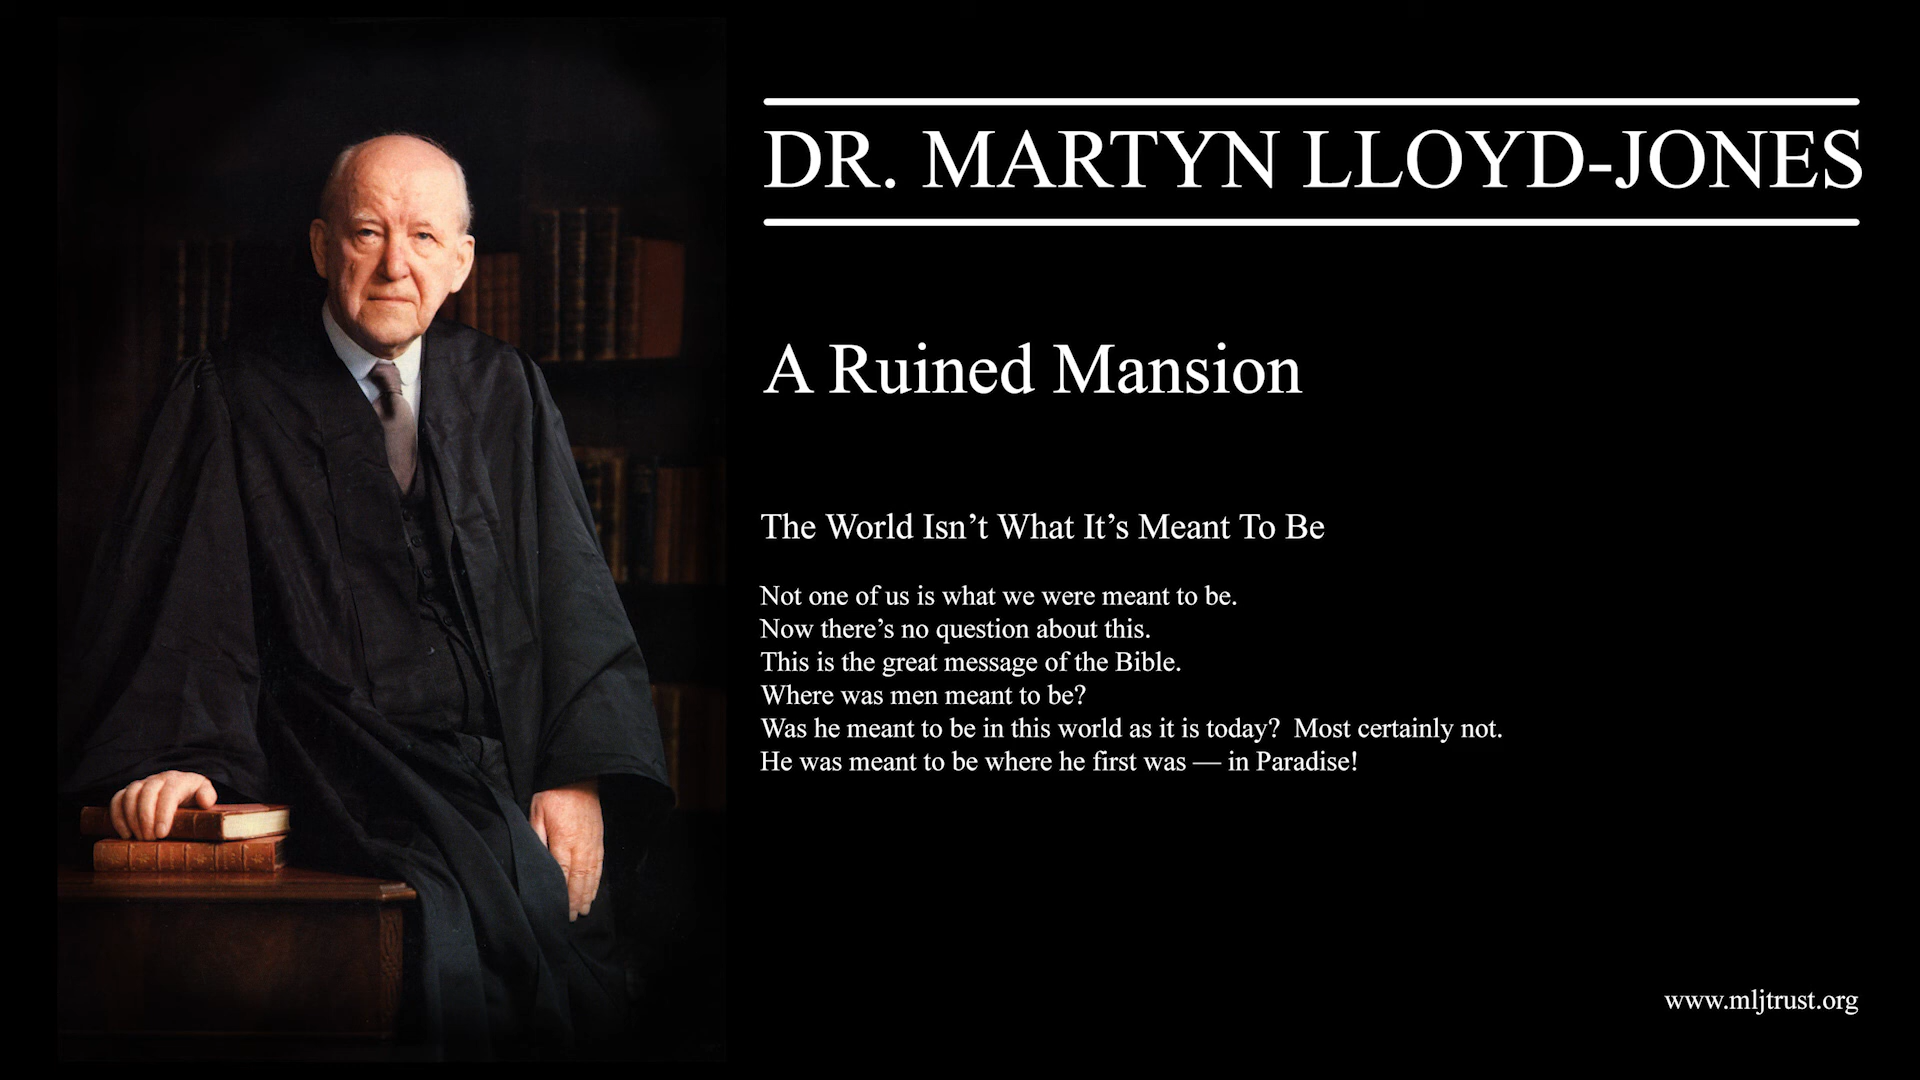 DR. MARTYN LLOYD-JONES
A Ruined Mansion
The World Isn’t What It’s Meant To Be
Not one of us is what we were meant to be.
Now there’s no question about this.
This is the great message of the Bible.
Where was men meant to be?
Was he meant to be in this world as it is today?  Most certainly not.
He was meant to be where he first was — in Paradise!
www.mljtrust.org